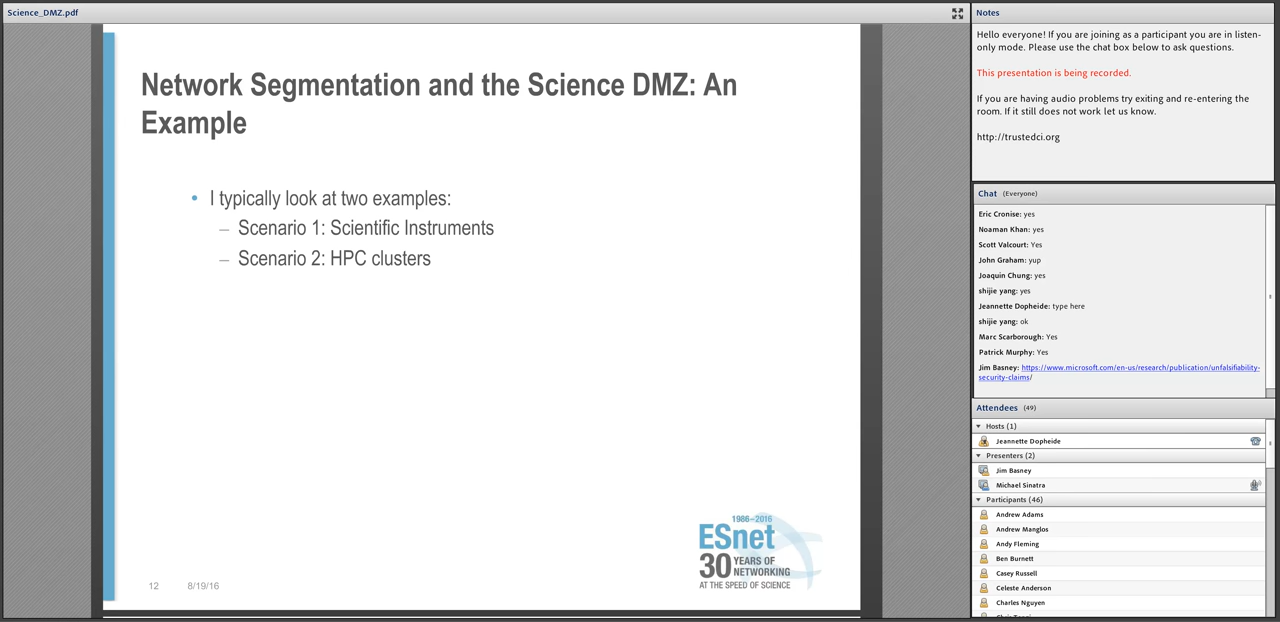 Science_DMZ.pdf
Network Segmentation and the Science DMZ: An
Example
• I typically look at two examples:
– Scenario 1: Scientific Instruments
– Scenario 2: HPC clusters
1986–2016
ESnet
30 YEARS OF
NETWORKING
AT THE SPEED OF SCIENCE
12 8/19/16
Notes
Hello everyone! If you are joining as a participant you are in listen-
only mode. Please use the chat box below to ask questions.
This presentation is being recorded.
If you are having audio problems try exiting and re-entering the
room. If it still does not work let us know.
http://trustedci.org
Chat (Everyone)
Eric Cronise: yes
Noaman Khan: yes
Scott Valcourt: Yes
John Graham: yup
Joaquin Chung: yes
shijie yang: yes
Jeannette Dopheide: type here
shijie yang: ok
Marc Scarborough: Yes
Patrick Murphy: Yes
Jim Basney: https://www.microsoft.com/en-us/research/publication/unfalsifiability-
security-claims/
Attendees (49)
Hosts (1)
Jeannette Dopheide
Presenters (2)
Jim Basney
Michael Sinatra
Participants (46)
Andrew Adams
Andrew Manglos
Andy Fleming
Ben Burnett
Casey Russell
Celeste Anderson
Charles Nguyen